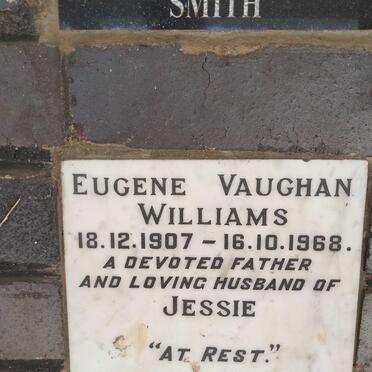 SMITH
EUGENE VAUGHAN
WILLIAMS
18.12.1907 – 16.10.1968.
A DEVOTED FATHER
AND LOVING HUSBAND OF
JESSIE
"AT REST."